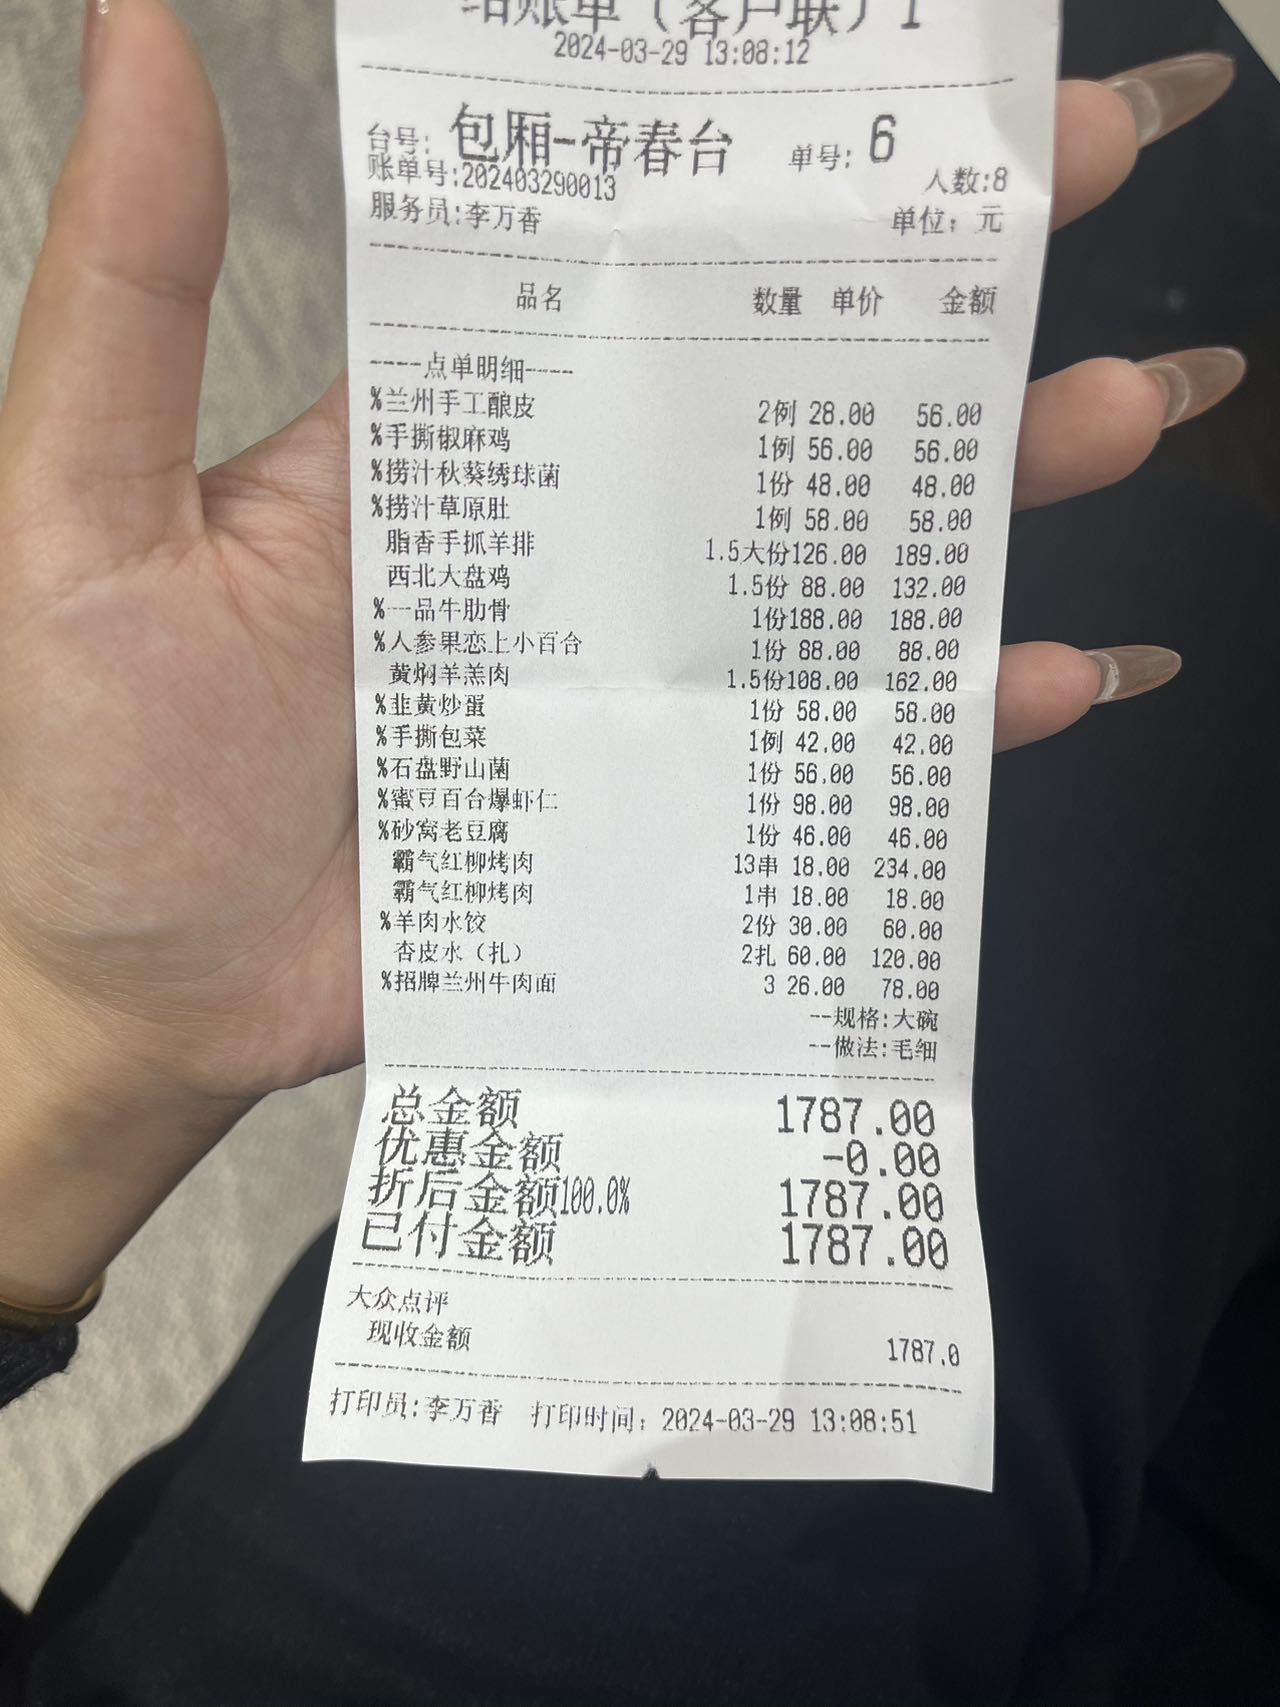 结账单（客户联）1
2024-03-29 13:08:12
台号: 包厢-帝春台 单号: 6
账单号:202403290013 人数:8
服务员:李万香 单位: 元
品名 数量 单价 金额
----点单明细----
%兰州手工酿皮 2例 28.00 56.00
%手撕椒麻鸡 1例 56.00 56.00
%捞汁秋葵绣球菌 1份 48.00 48.00
%捞汁草原肚 1例 58.00 58.00
脂香手抓羊排 1.5大份126.00 189.00
西北大盘鸡 1.5份 88.00 132.00
%一品牛肋骨 1份188.00 188.00
%人参果恋上小百合 1份 88.00 88.00
黄焖羊羔肉 1.5份108.00 162.00
%韭黄炒蛋 1份 58.00 58.00
%手撕包菜 1例 42.00 42.00
%石盘野山菌 1份 56.00 56.00
%蜜豆百合爆虾仁 1份 98.00 98.00
%砂窝老豆腐 1份 46.00 46.00
霸气红柳烤肉 13串 18.00 234.00
霸气红柳烤肉 1串 18.00 18.00
%羊肉水饺 2份 30.00 60.00
杏皮水（扎） 2扎 60.00 120.00
%招牌兰州牛肉面 3 26.00 78.00
--规格:大碗
--做法:毛细
总金额 1787.00
优惠金额 -0.00
折后金额100.0% 1787.00
已付金额 1787.00
大众点评
现收金额 1787.0
打印员:李万香 打印时间: 2024-03-29 13:08:51